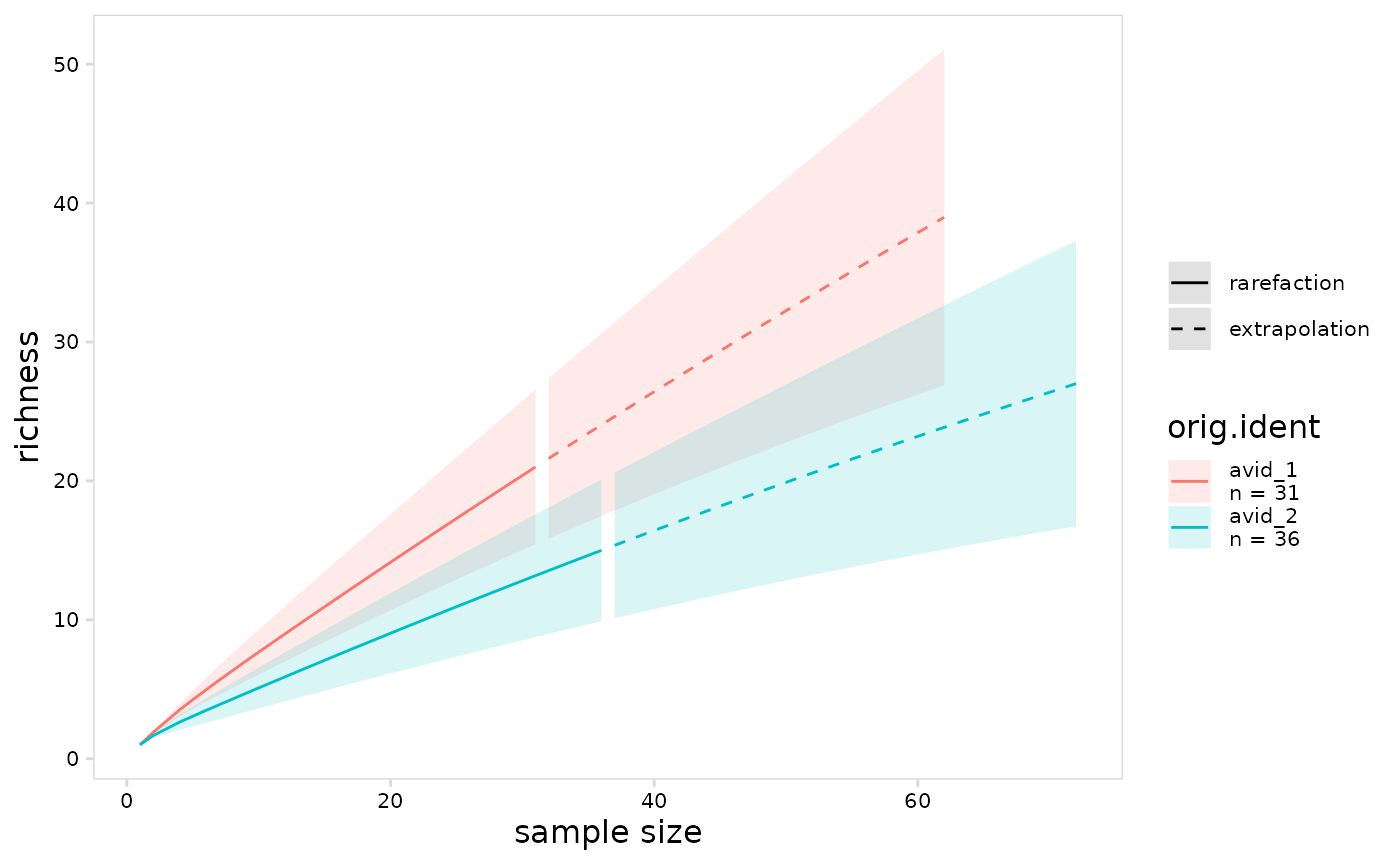 50
40
30
20
10
0
richness
0 20 40 60
sample size
rarefaction
extrapolation
orig.ident
avid_1
n = 31
avid_2
n = 36